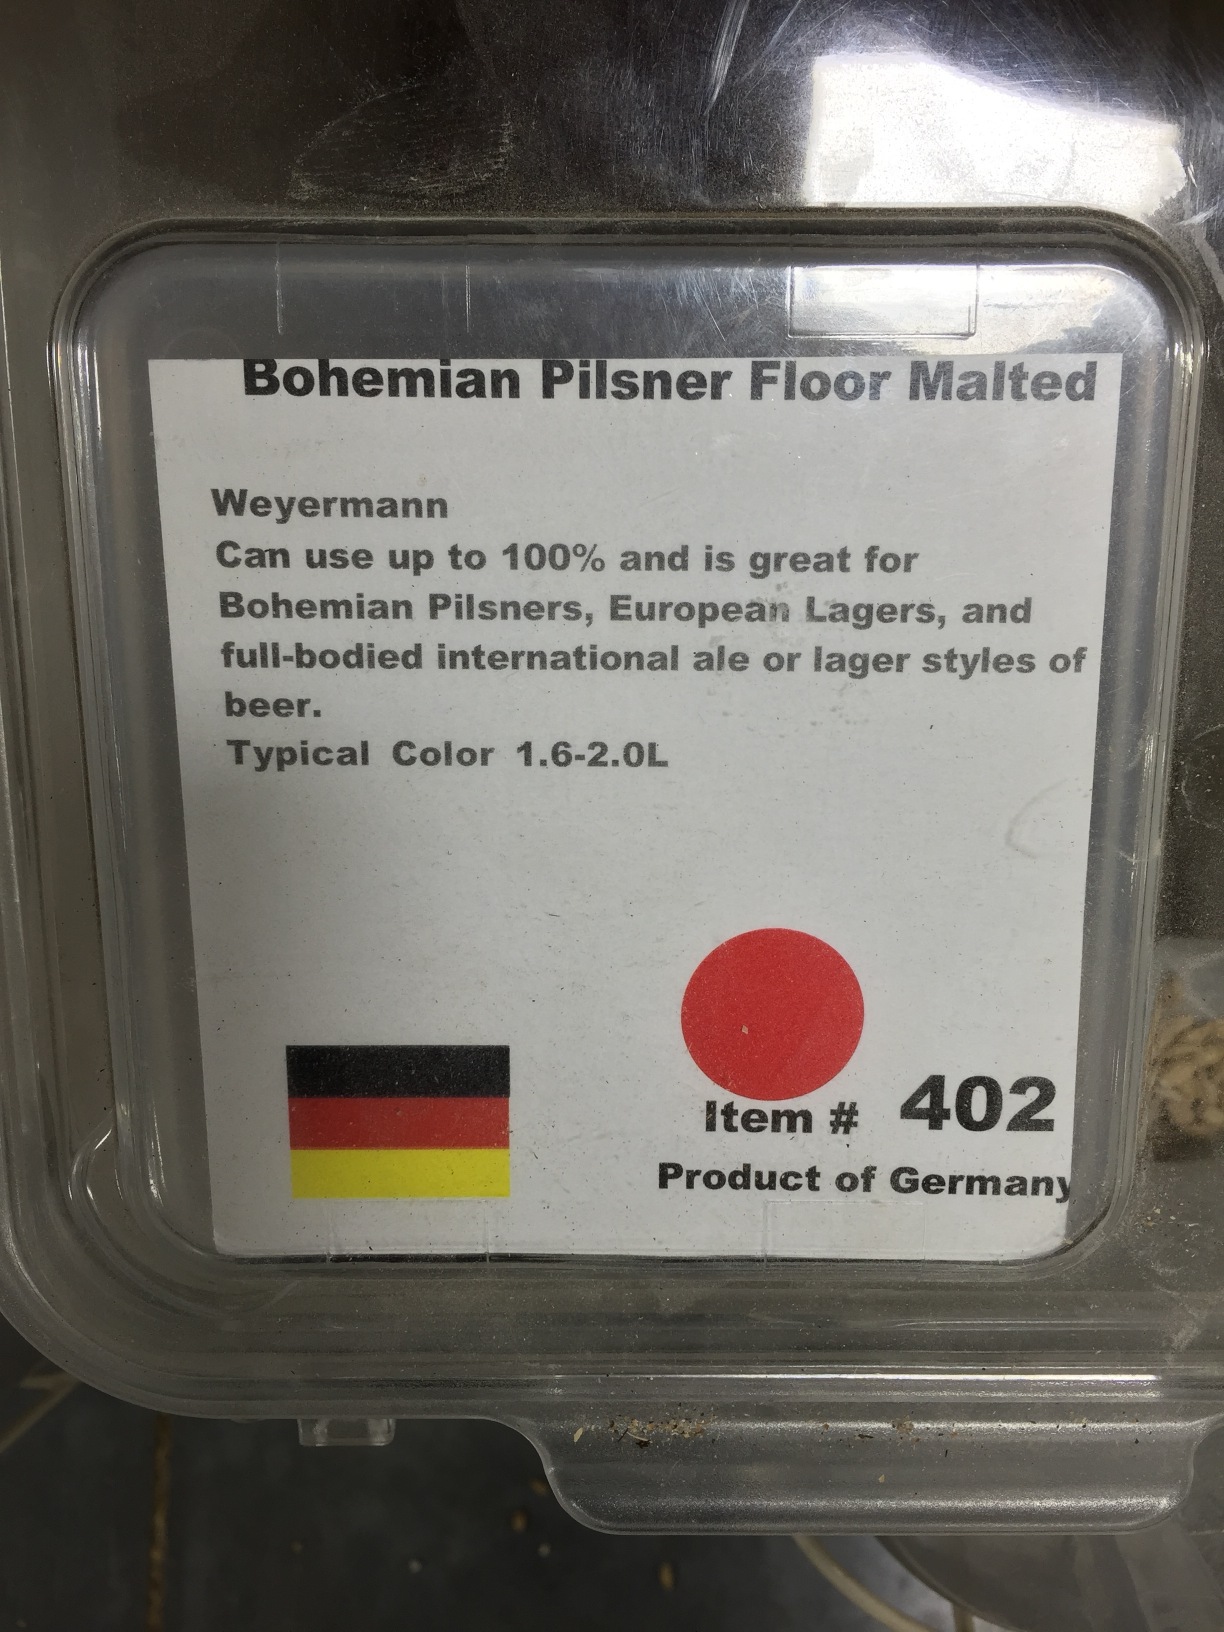 Bohemian Pilsner Floor Malted
Weyermann
Can use up to 100% and is great for
Bohemian Pilsners, European Lagers, and
full-bodied international ale or lager styles of
beer.
Typical Color 1.6-2.0L
Item # 402
Product of Germany